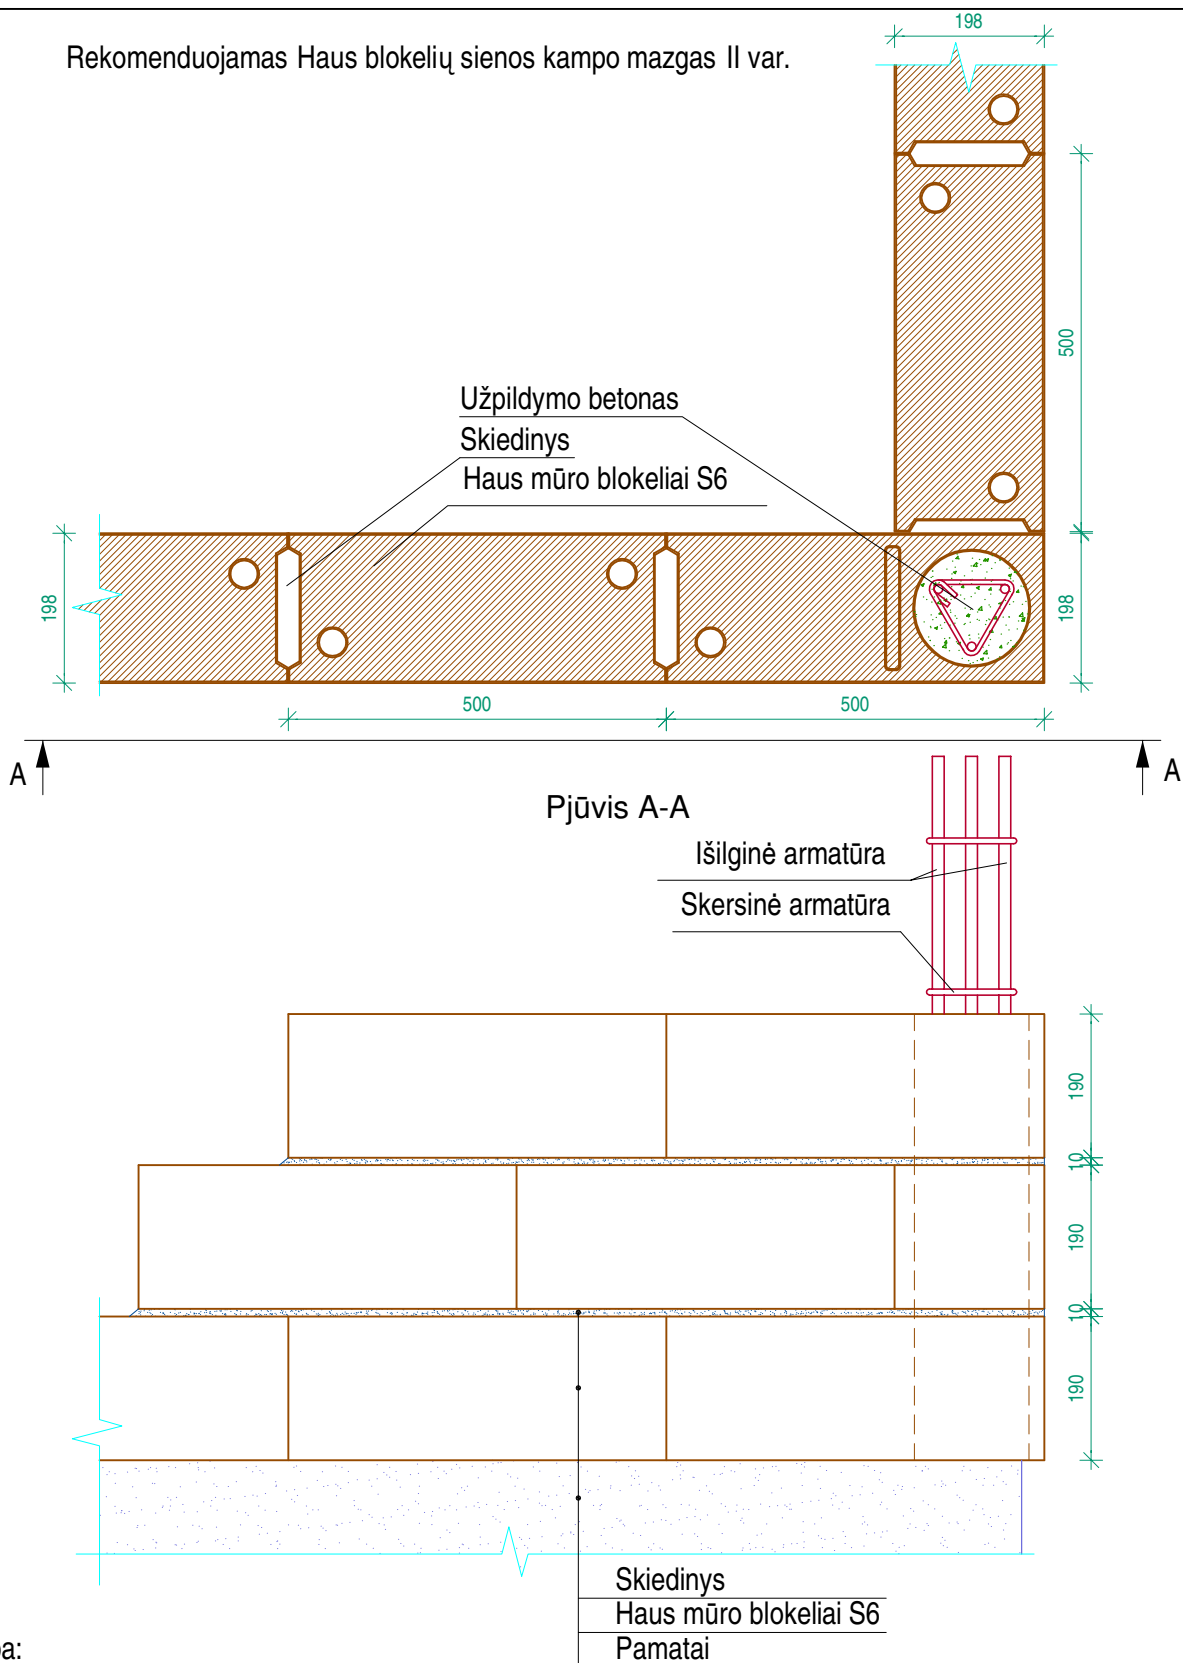 198
Rekomenduojamas Haus blokelių sienos kampo mazgas II var.
500
Užpildymo betonas
Skiedinys
Haus mūro blokeliai S6
198
198
500
500
A
A
Pjūvis A-A
Išilginė armatūra
Skersinė armatūra
190
10
190
10
190
Skiedinys
Haus mūro blokeliai S6
Pamatai
a: